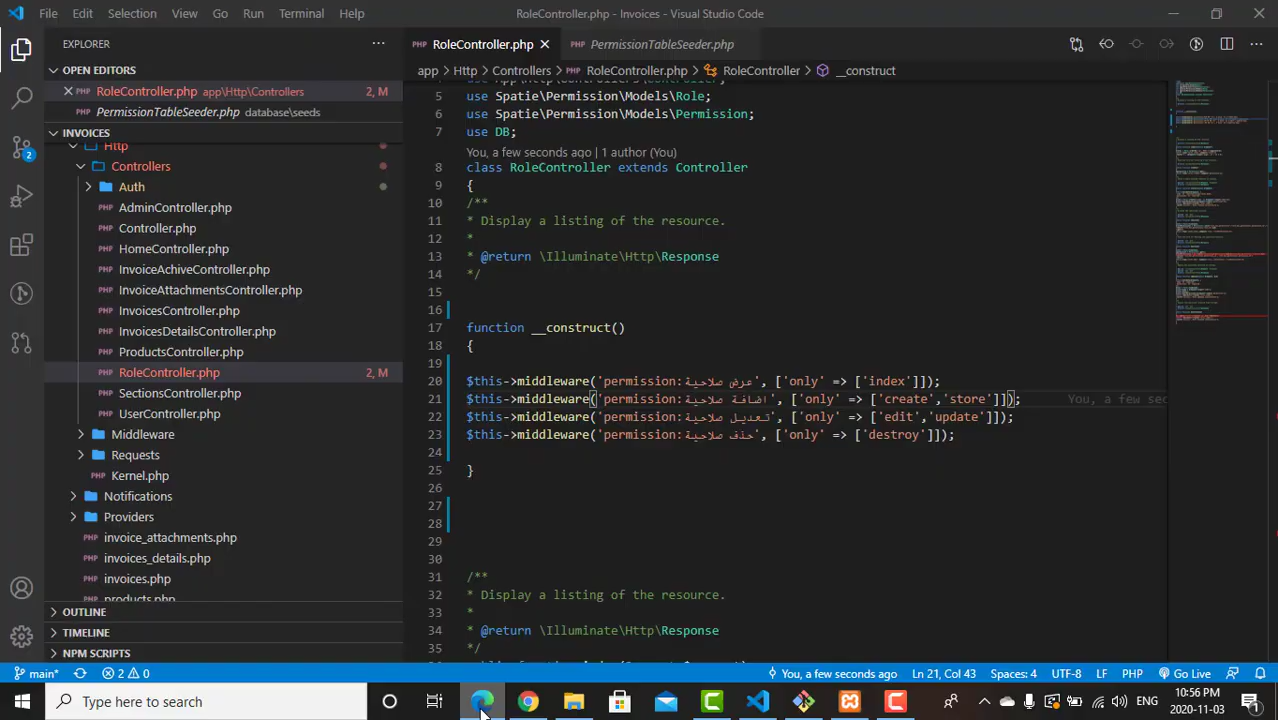 File Edit Selection View Go Run Terminal Help
RoleController.php - Invoices - Visual Studio Code
EXPLORER
OPEN EDITORS
RoleController.php app\Http\Controllers 2, M
PermissionTableSeeder.php database\seeds
INVOICES
Http
Controllers
Auth
AdminController.php
Controller.php
HomeController.php
InvoiceAchiveController.php
InvoiceAttachmentsController.php
InvoicesController.php
InvoicesDetailsController.php
ProductsController.php
RoleController.php 2, M
SectionsController.php
UserController.php
Middleware
Requests
Kernel.php
Notifications
Providers
invoice_attachments.php
invoices_details.php
invoices.php
products.php
OUTLINE
TIMELINE
NPM SCRIPTS
RoleController.php
PermissionTableSeeder.php
app > Http > Controllers > RoleController.php > RoleController > __construct
5 use Spatie\Permission\Models\Role;
6 use Spatie\Permission\Models\Permission;
7 use DB;
You, a few seconds ago | 1 author (You)
8 class RoleController extends Controller
9 {
10 /**
11 * Display a listing of the resource.
12 *
13 * @return \Illuminate\Http\Response
14 */
15
16
17 function __construct()
18 {
19
20 $this->middleware('permission:عرض صلاحية', ['only' => ['index']]);
21 $this->middleware('permission:اضافة صلاحية', ['only' => ['create','store']]); You, a few sec
22 $this->middleware('permission:تعديل صلاحية', ['only' => ['edit','update']]);
23 $this->middleware('permission:حذف صلاحية', ['only' => ['destroy']]);
24
25 }
26
27
28
29
30
31 /**
32 * Display a listing of the resource.
33 *
34 * @return \Illuminate\Http\Response
35 */
main* 2 0
You, a few seconds ago Ln 21, Col 43 Spaces: 4 UTF-8 LF PHP Go Live
Type here to search
ENG
10:56 PM
2020-11-03